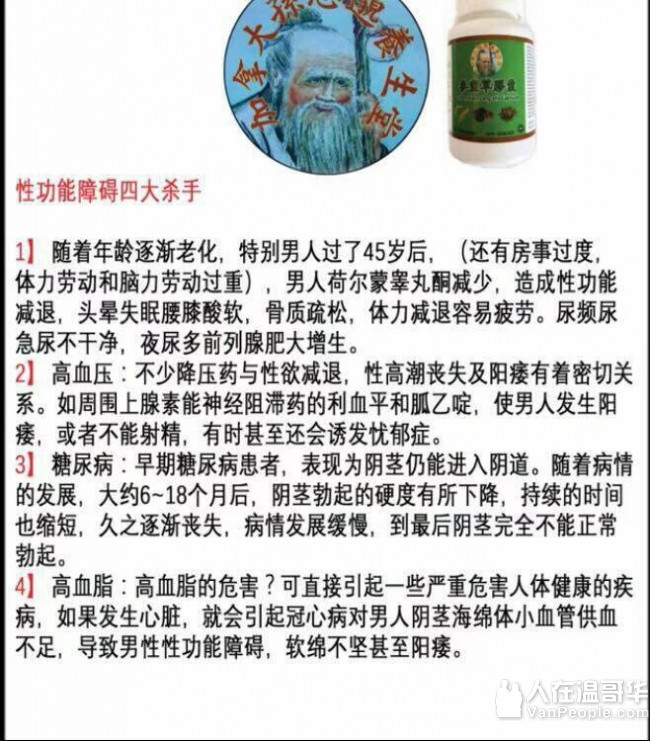 加拿大孫思邈養生堂
性功能障碍四大杀手
1】 随着年龄逐渐老化，特别男人过了45岁后，（还有房事过度，
体力劳动和脑力劳动过重），男人荷尔蒙睾丸酮减少，造成性功能
减退，头晕失眠腰膝酸软，骨质疏松，体力减退容易疲劳。尿频尿
急尿不干净，夜尿多前列腺肥大增生。
2】 高血压：不少降压药与性欲减退，性高潮丧失及阳痿有着密切关
系。如周围上腺素能神经阻滞药的利血平和胍乙啶，使男人发生阳
痿，或者不能射精，有时甚至还会诱发忧郁症。
3】 糖尿病：早期糖尿病患者，表现为阴茎仍能进入阴道。随着病情
的发展，大约6~18个月后，阴茎勃起的硬度有所下降，持续的时间
也缩短，久之逐渐丧失，病情发展缓慢，到最后阴茎完全不能正常
勃起。
4】 高血脂：高血脂的危害？可直接引起一些严重危害人体健康的疾
病，如果发生心脏，就会引起冠心病对男人阴茎海绵体小血管供血
不足，导致男性性功能障碍，软绵不坚甚至阳痿。
人在温哥华
VanPeople.com